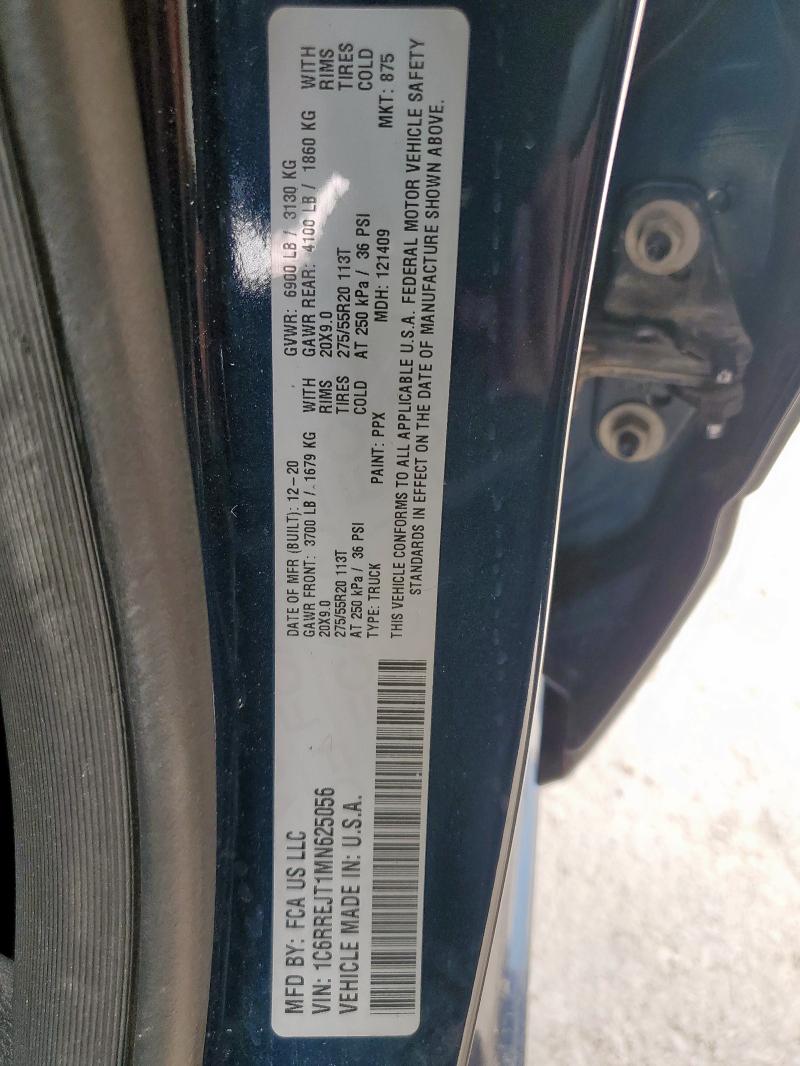 MFD BY: FCA US LLC
VIN: 1C6RREJT1MN625056
VEHICLE MADE IN: U.S.A.
DATE OF MFR (BUILT): 12-20
GAWR FRONT: 3700 LB / 1679 KG WITH
20X9.0 RIMS
275/55R20 113T TIRES
AT 250 kPa / 36 PSI COLD
TYPE: TRUCK PAINT: PPX
GVWR: 6900 LB / 3130 KG
GAWR REAR: 4100 LB / 1860 KG WITH
20X9.0 RIMS
275/55R20 113T TIRES
AT 250 kPa / 36 PSI COLD
MDH: 121409 MKT: 875
THIS VEHICLE CONFORMS TO ALL APPLICABLE U.S.A. FEDERAL MOTOR VEHICLE SAFETY
STANDARDS IN EFFECT ON THE DATE OF MANUFACTURE SHOWN ABOVE.